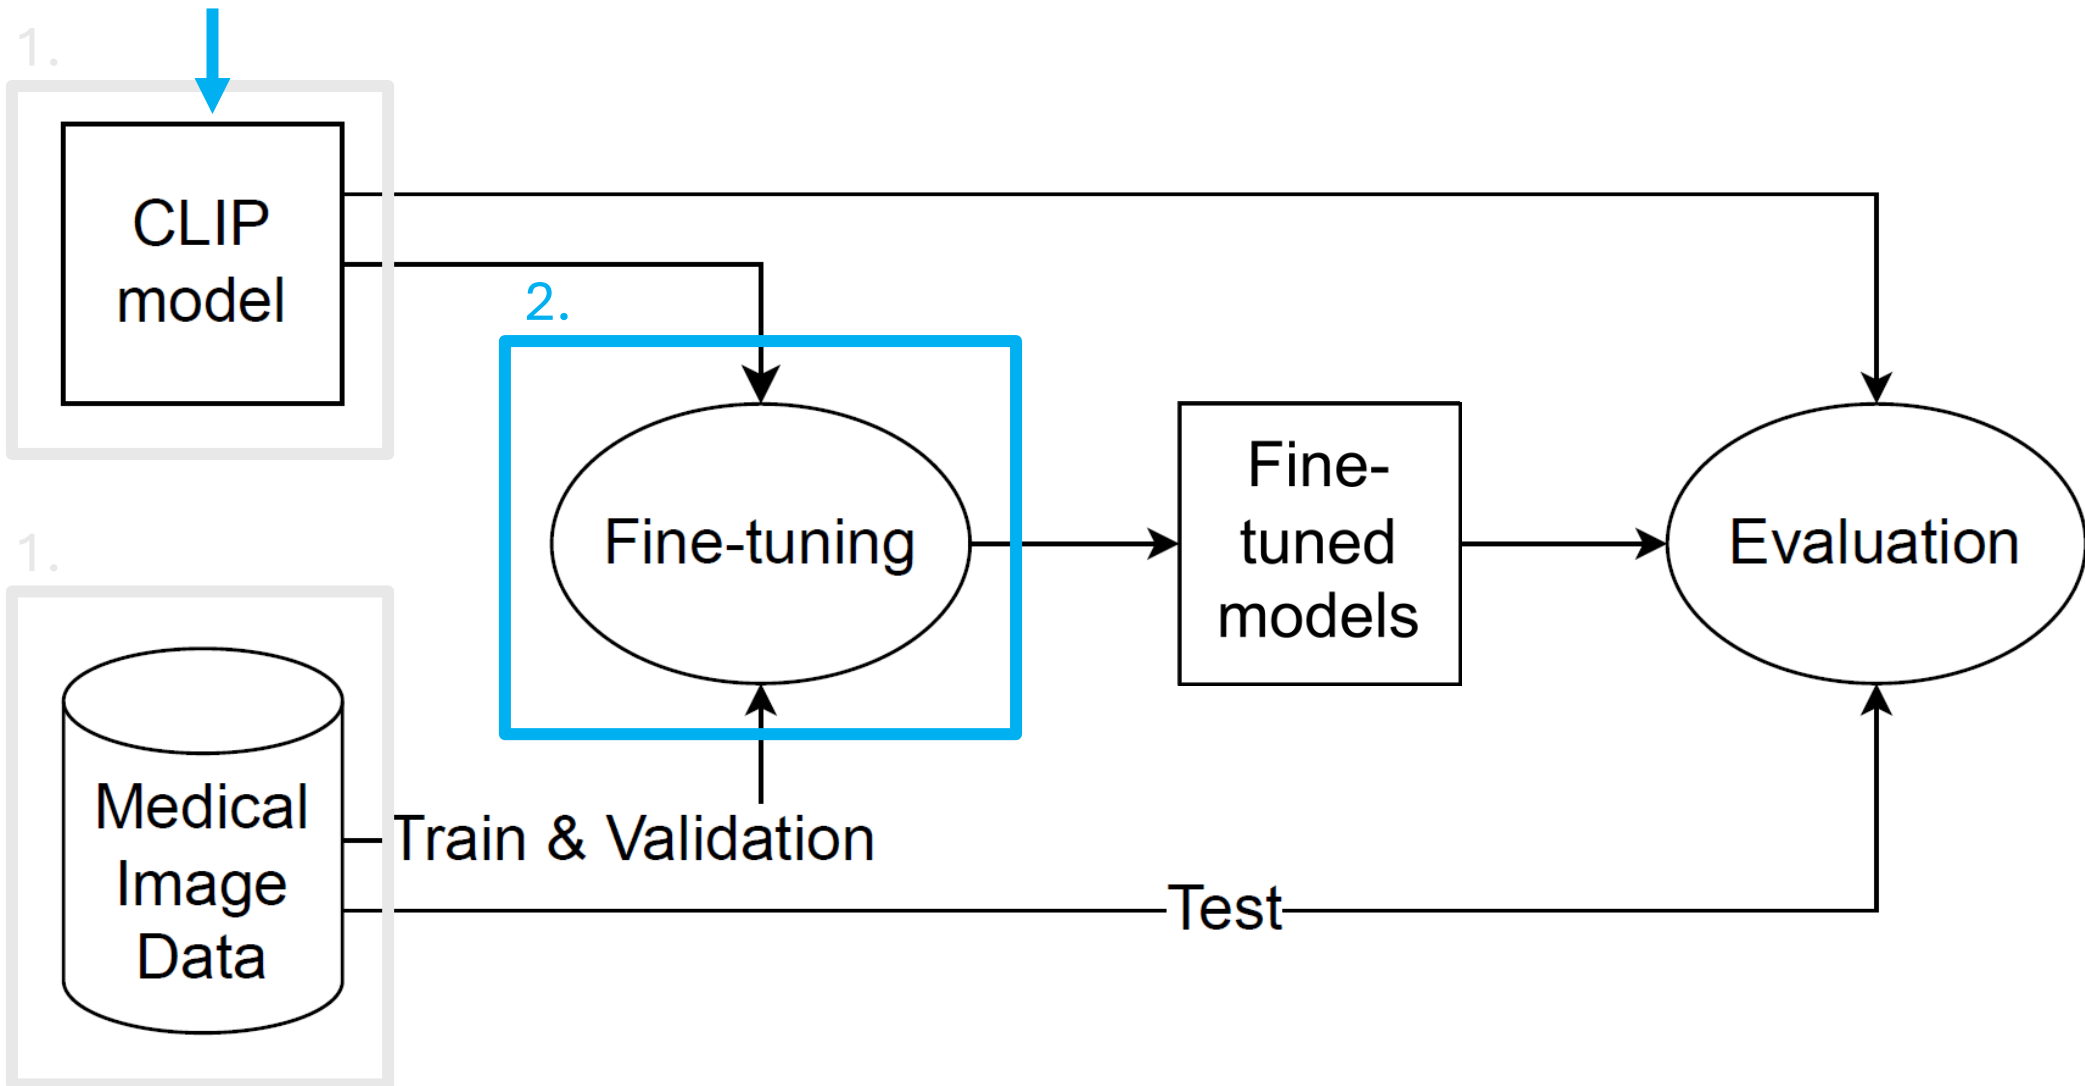 1.
CLIP
model
2.
Fine-tuning
Fine-
tuned
models
Evaluation
1.
Medical
Image
Data
Train & Validation
Test